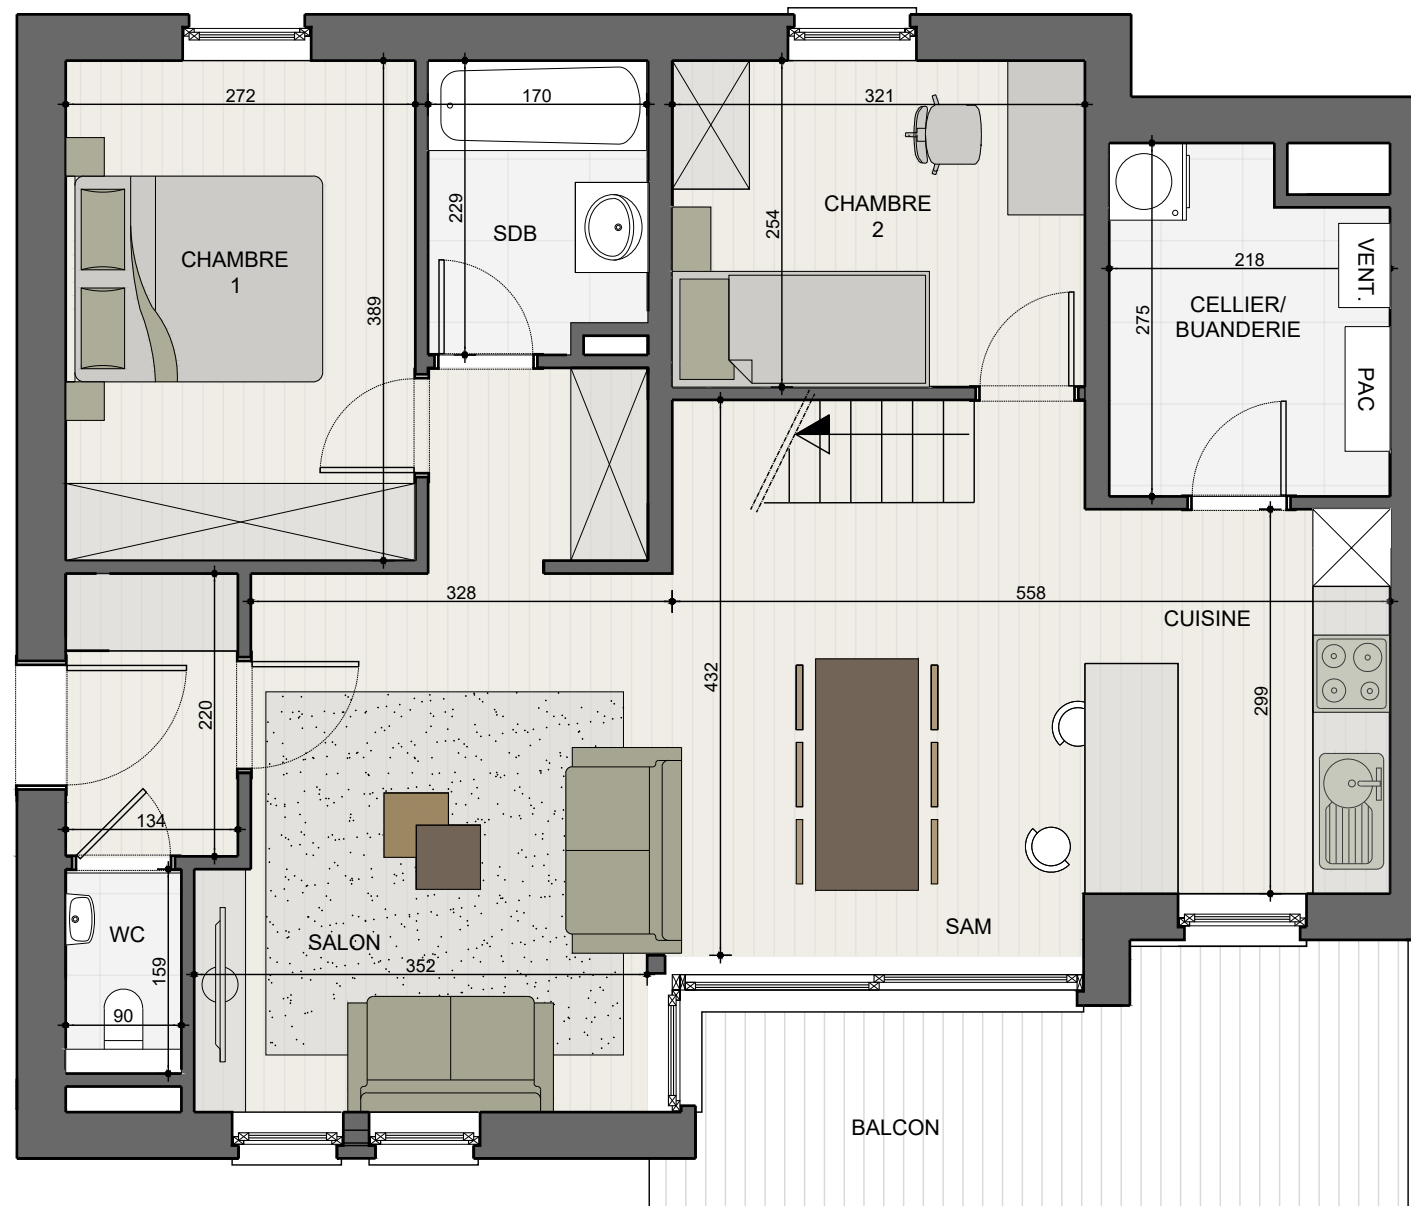 272
170
321
CHAMBRE
1
229
SDB
254
CHAMBRE
2
389
275
218
VENT.
CELLIER/
BUANDERIE
PAC
328
558
CUISINE
220
432
299
134
WC
159
90
SALON
352
SAM
BALCON